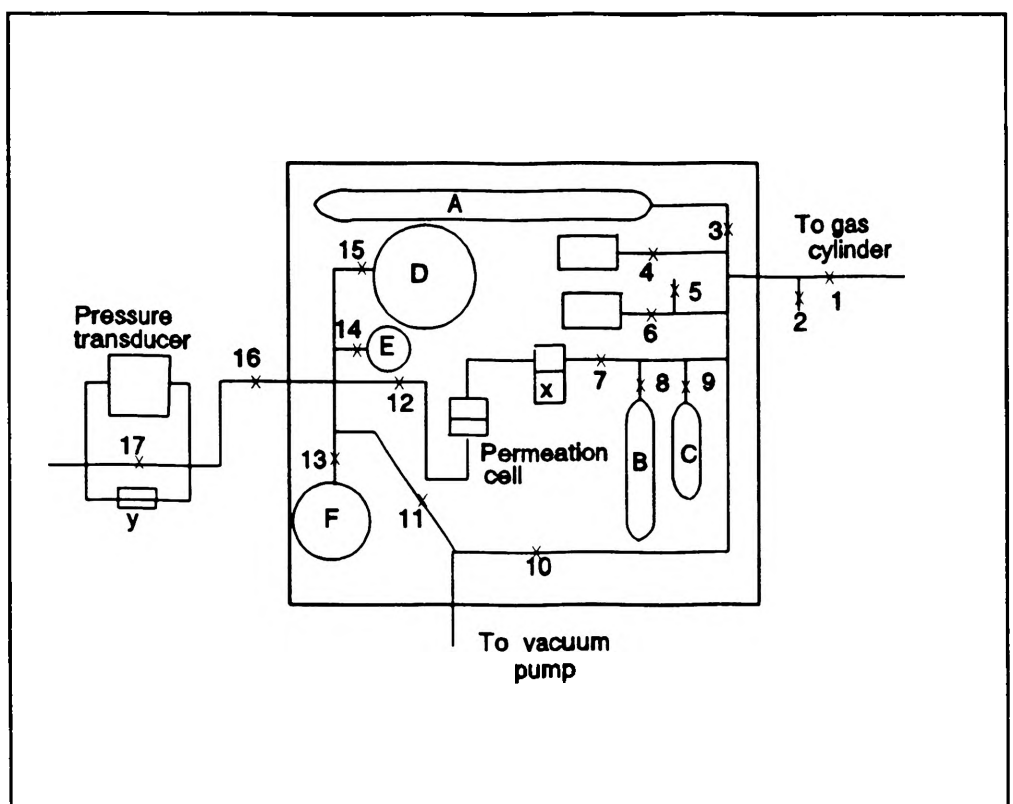 A
To gas
cylinder
3
15
D
4
5
1
2
Pressure
transducer
14
E
6
16
12
x
7
8
9
17
13
Permeation
cell
B
C
y
F
11
10
To vacuum
pump